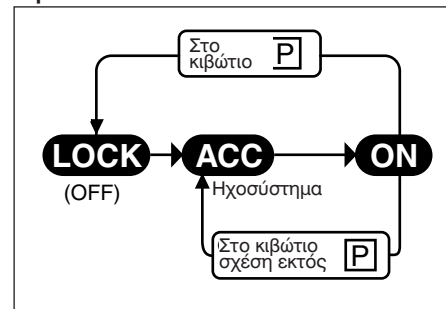 Στο
κιβώτιο P
LOCK ACC ON
(OFF) Ηχοσύστημα
Στο κιβώτιο
σχέση εκτός P